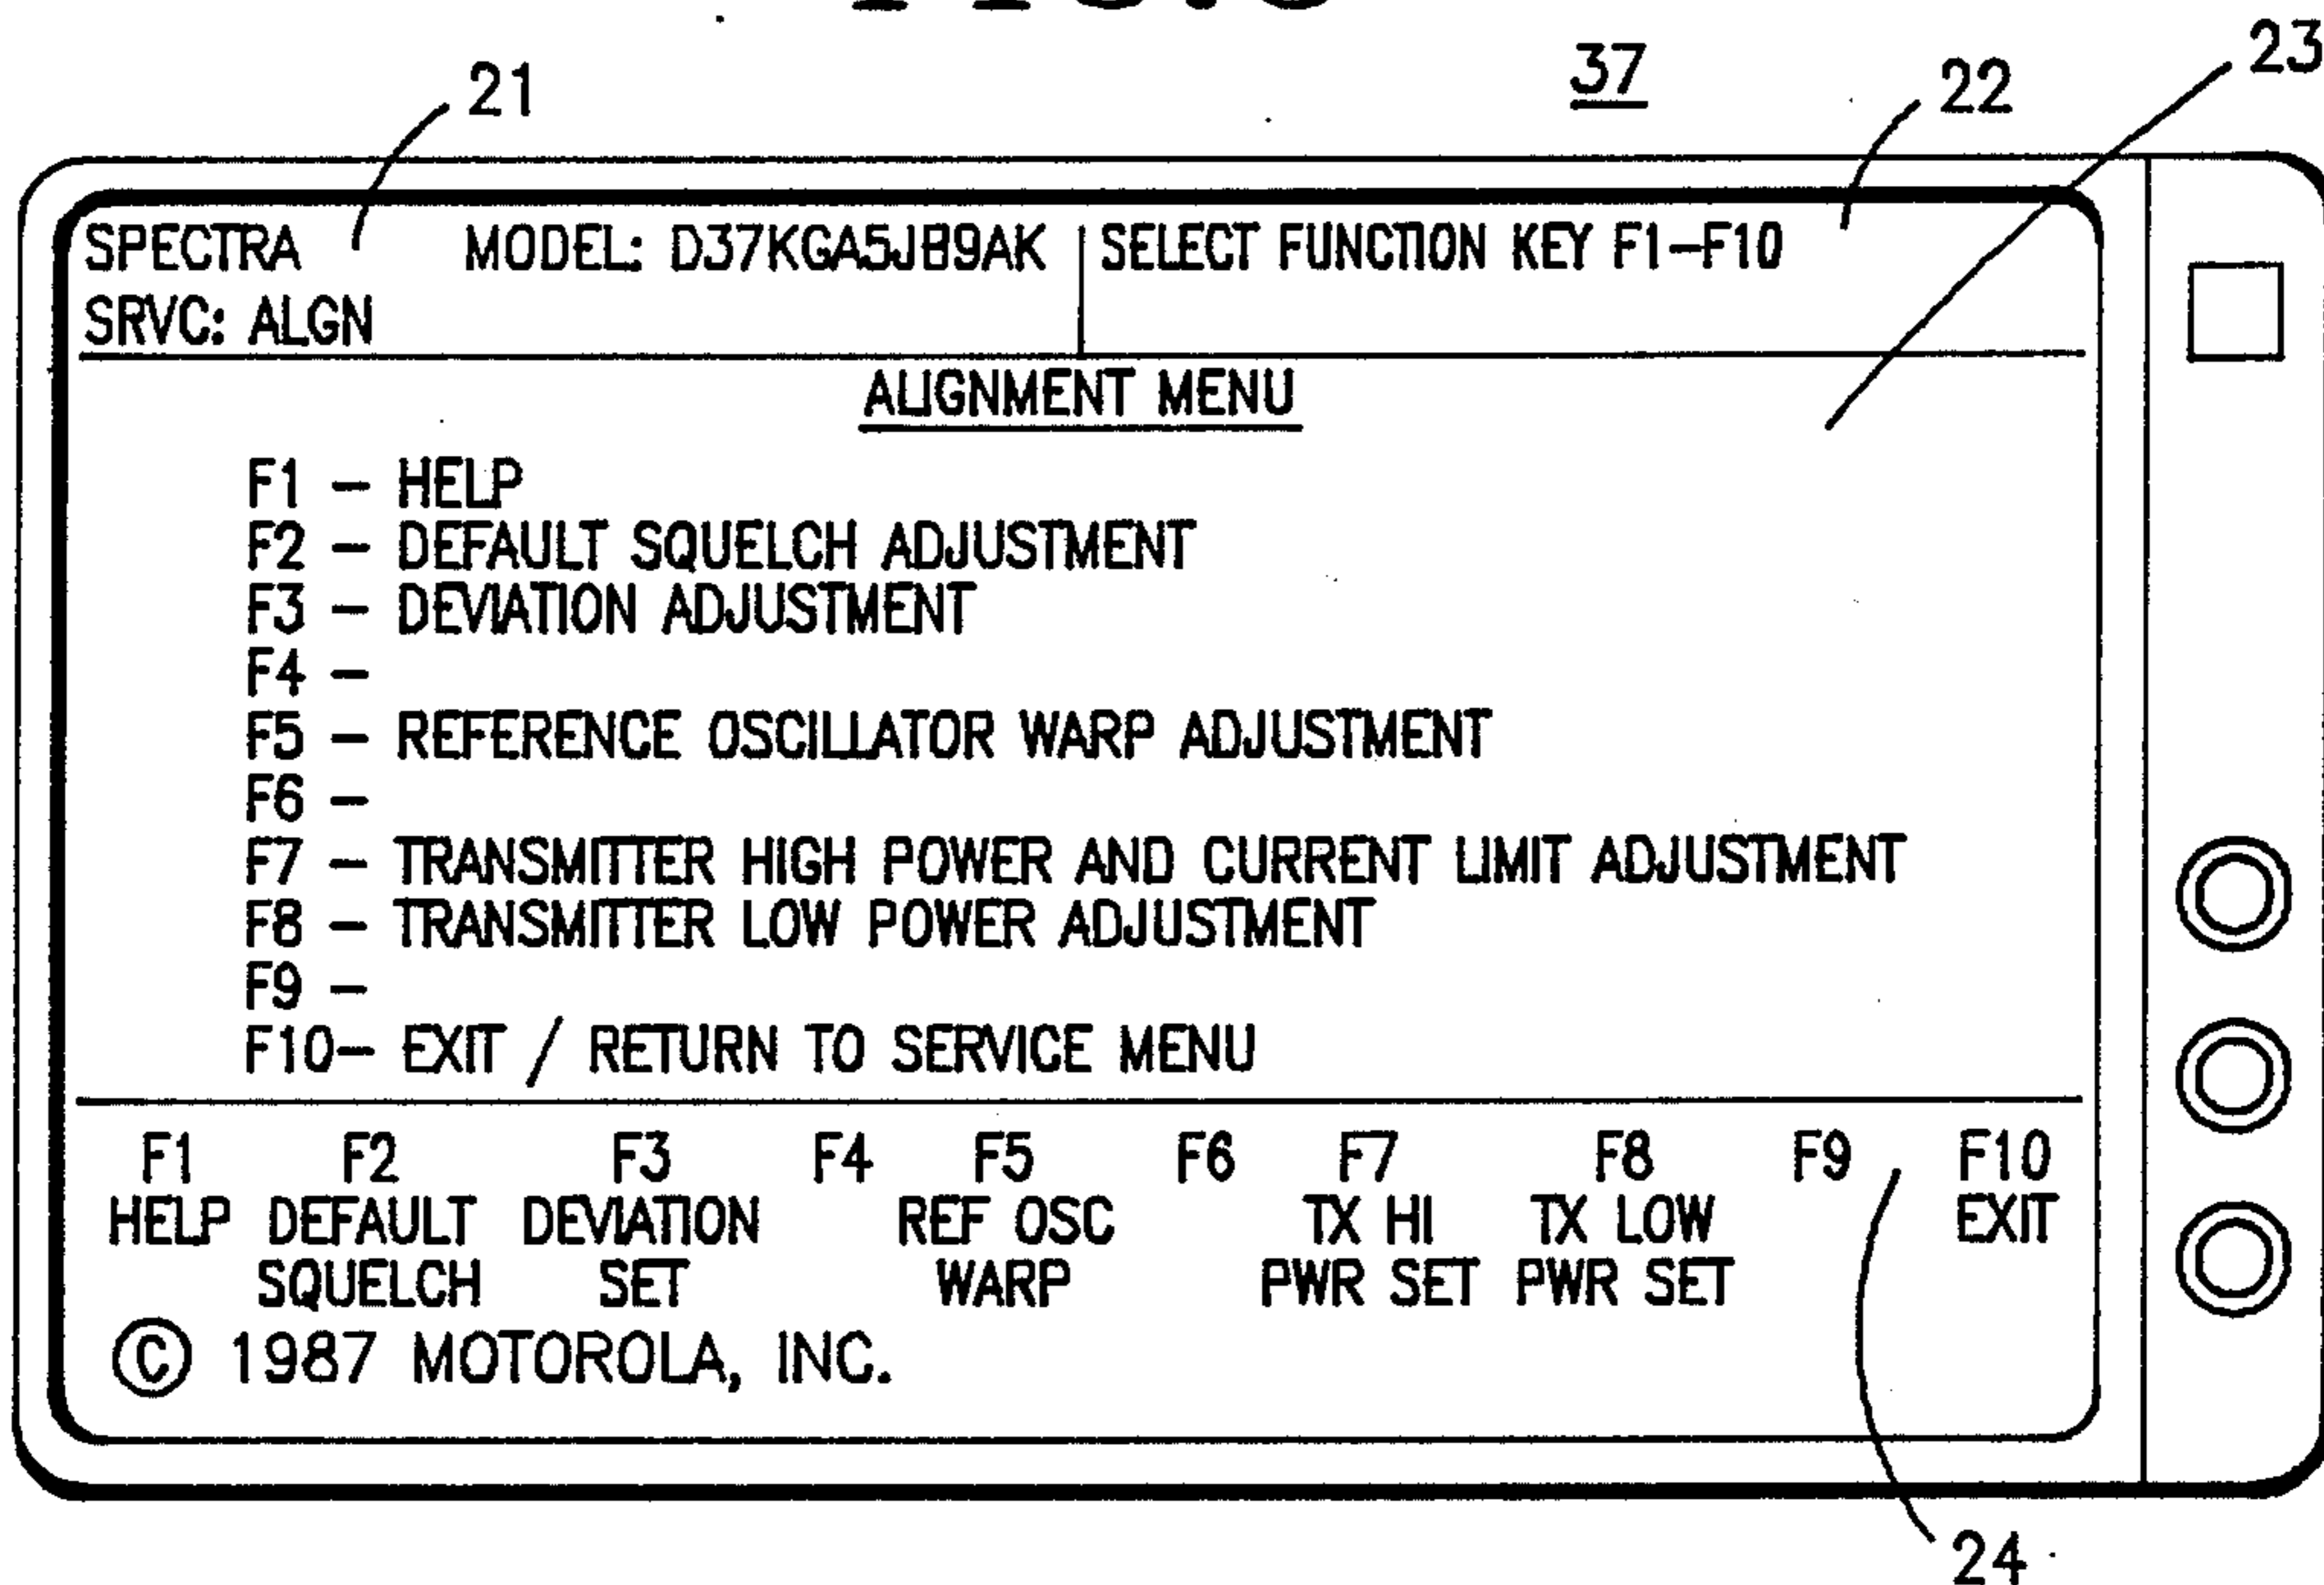 37
21
22
23
SPECTRA MODEL: D37KGA5JB9AK SELECT FUNCTION KEY F1-F10
SRVC: ALGN
ALIGNMENT MENU
F1 - HELP
F2 - DEFAULT SQUELCH ADJUSTMENT
F3 - DEVIATION ADJUSTMENT
F4 -
F5 - REFERENCE OSCILLATOR WARP ADJUSTMENT
F6 -
F7 - TRANSMITTER HIGH POWER AND CURRENT LIMIT ADJUSTMENT
F8 - TRANSMITTER LOW POWER ADJUSTMENT
F9 -
F10- EXIT / RETURN TO SERVICE MENU
F1 F2 F3 F4 F5 F6 F7 F8 F9 F10
HELP DEFAULT DEVIATION REF OSC TX HI TX LOW EXIT
SQUELCH SET WARP PWR SET PWR SET
© 1987 MOTOROLA, INC.
24